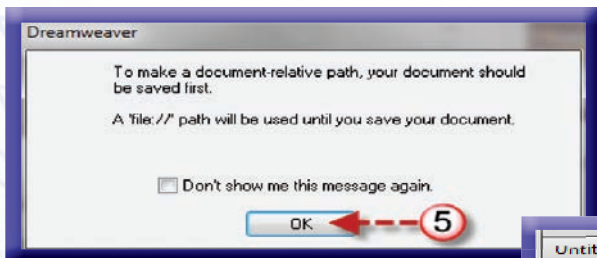 Dreamweaver
To make a document-relative path, your document should
be saved first.
A 'file://' path will be used until you save your document.
Don't show me this message again.
OK
5
Untit